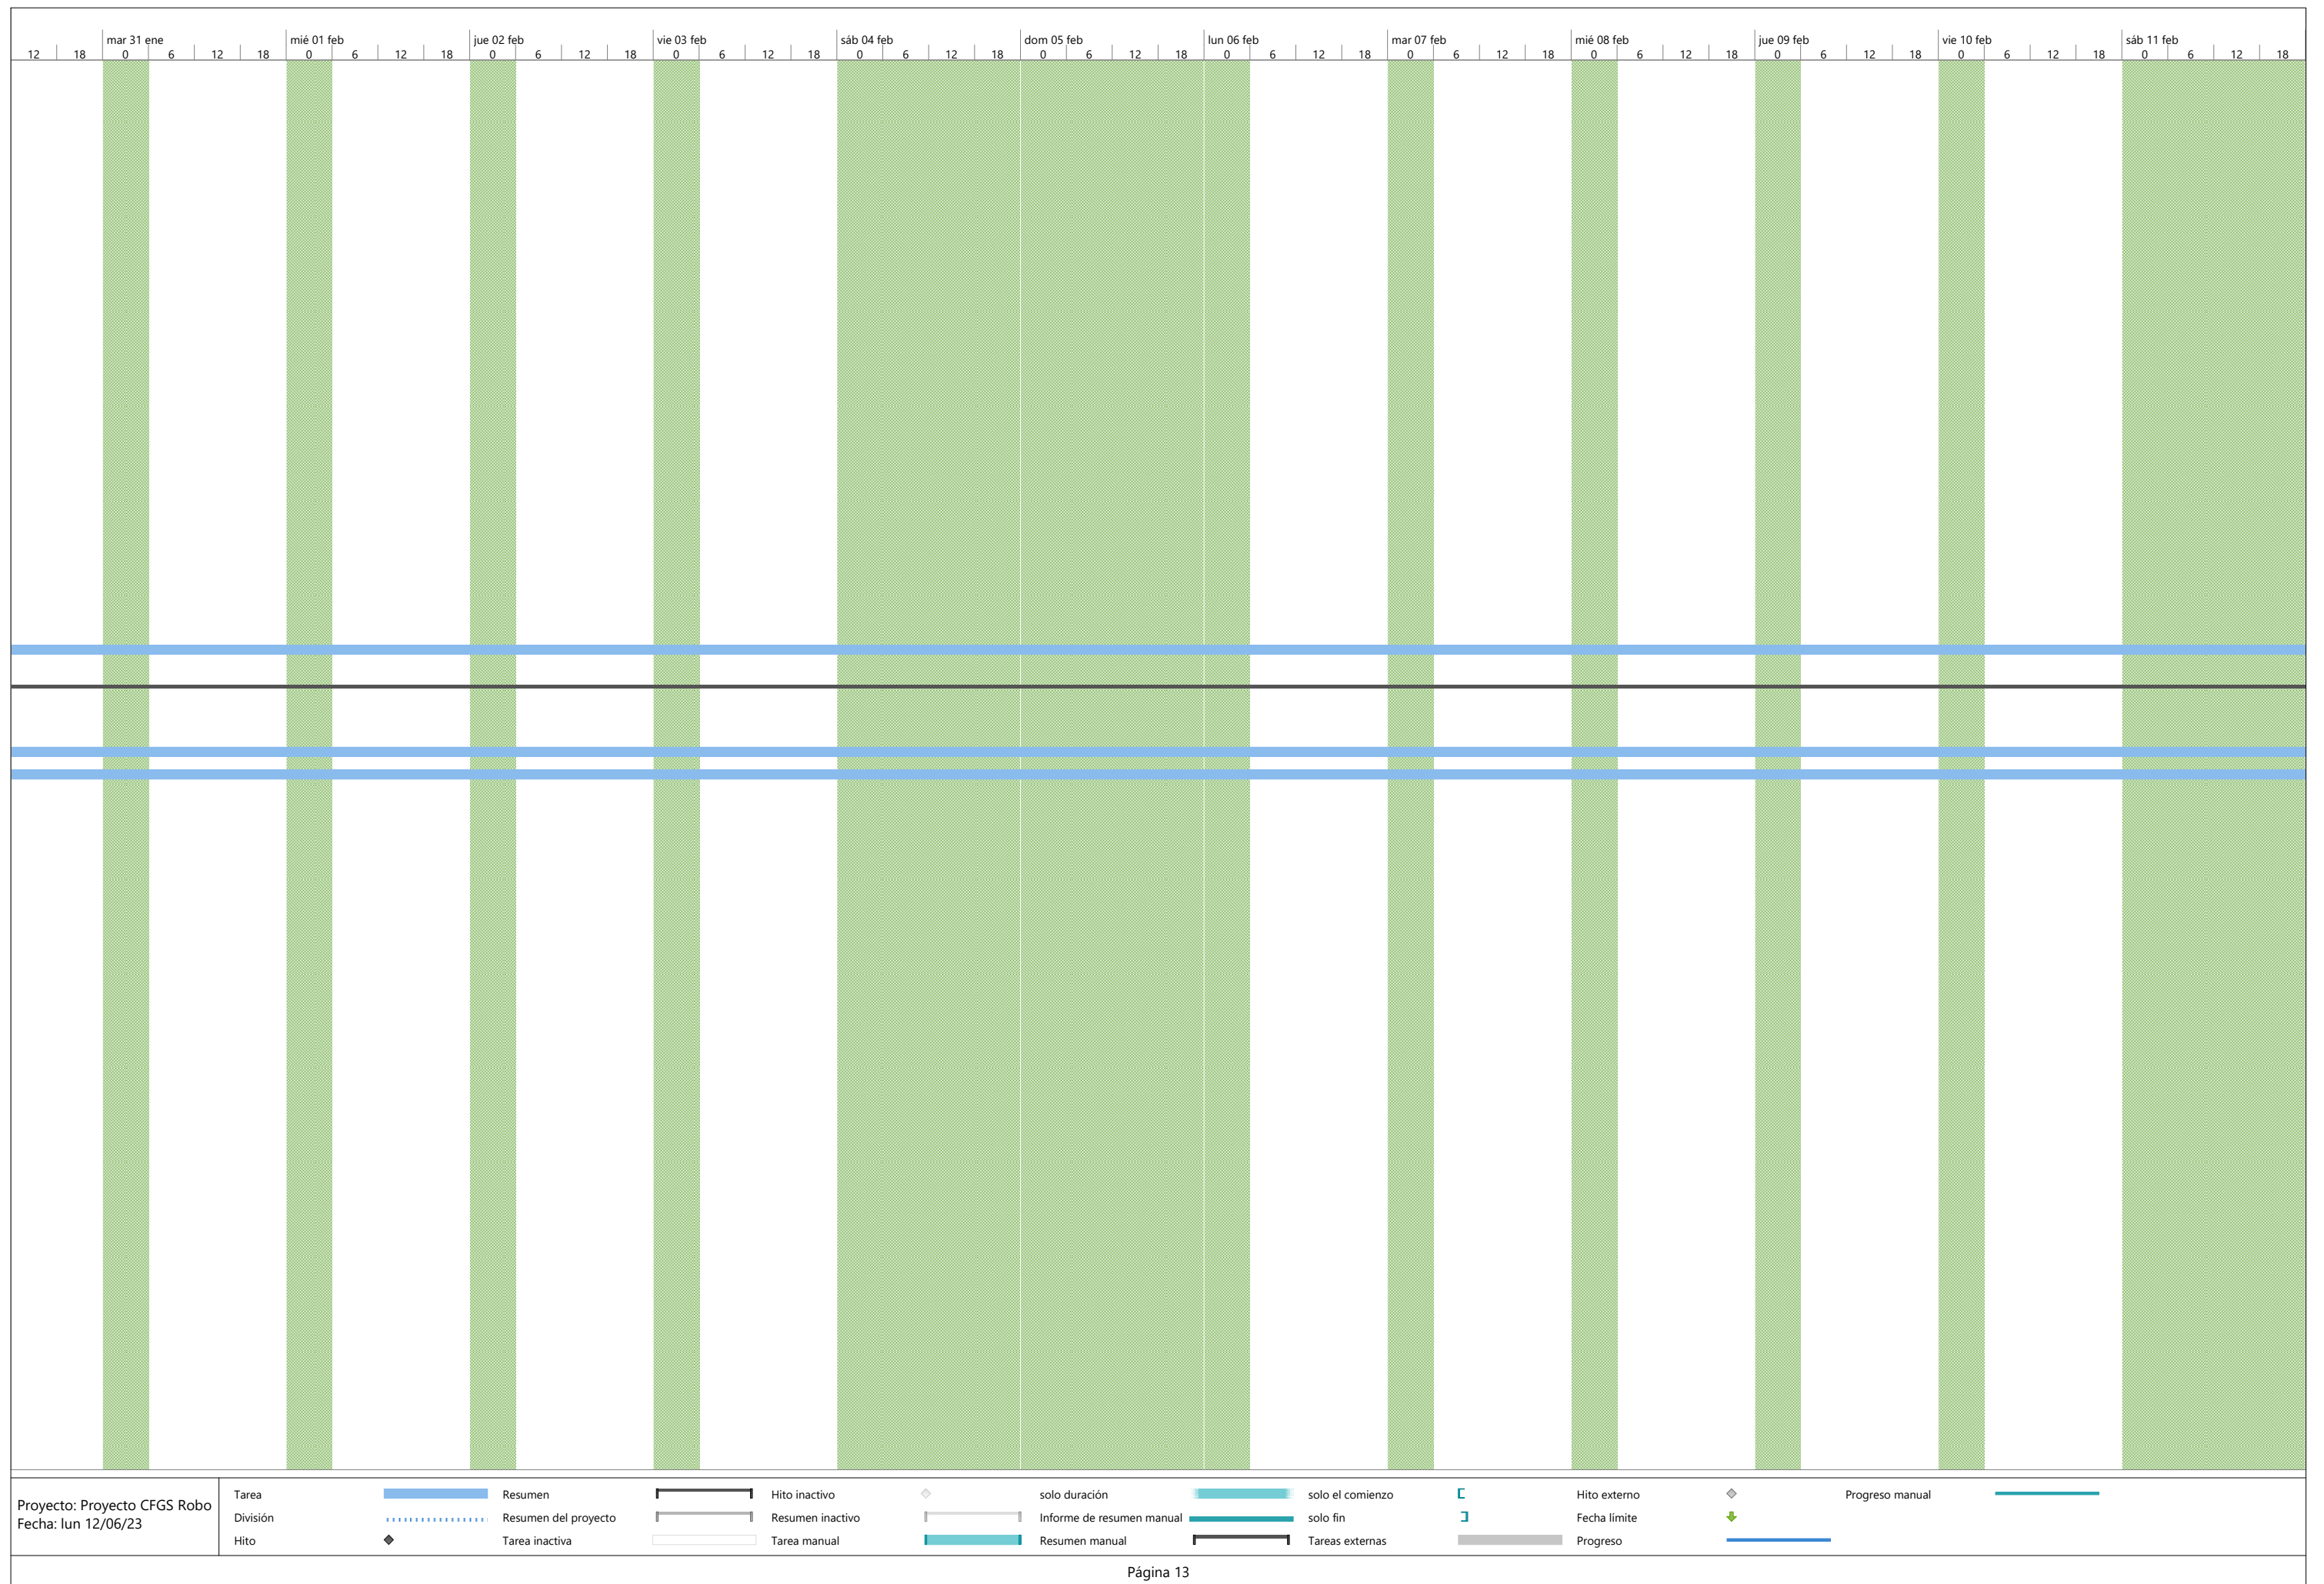 mar 31 ene mié 01 feb jue 02 feb vie 03 feb sáb 04 feb dom 05 feb lun 06 feb mar 07 feb mié 08 feb jue 09 feb vie 10 feb sáb 11 feb
12 18 0 6 12 18 0 6 12 18 0 6 12 18 0 6 12 18 0 6 12 18 0 6 12 18 0 6 12 18 0 6 12 18 0 6 12 18 0 6 12 18 0 6 12 18 0 6 12 18
Proyecto: Proyecto CFGS Robo
Fecha: lun 12/06/23
Tarea
División
Hito
Resumen
Resumen del proyecto
Tarea inactiva
Hito inactivo
Resumen inactivo
Tarea manual
solo duración
Informe de resumen manual
Resumen manual
solo el comienzo
solo fin
Tareas externas
Hito externo
Fecha límite
Progreso
Progreso manual
Página 13